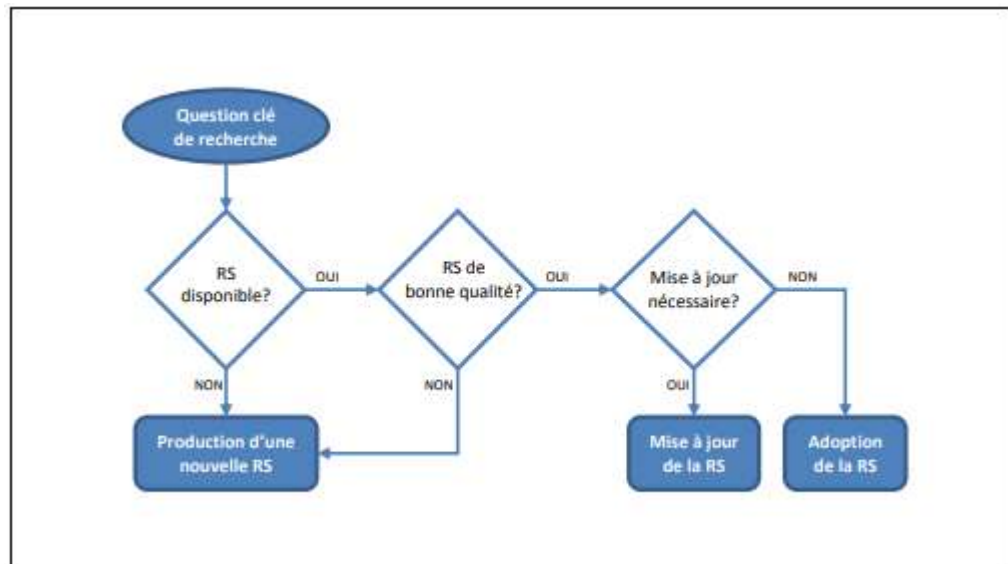 Question clé
de recherche
RS
disponible?
OUI
RS de
bonne qualité?
OUI
Mise à jour
nécessaire?
NON
NON
NON
OUI
Production d'une
nouvelle RS
Mise à jour
de la RS
Adoption
de la RS